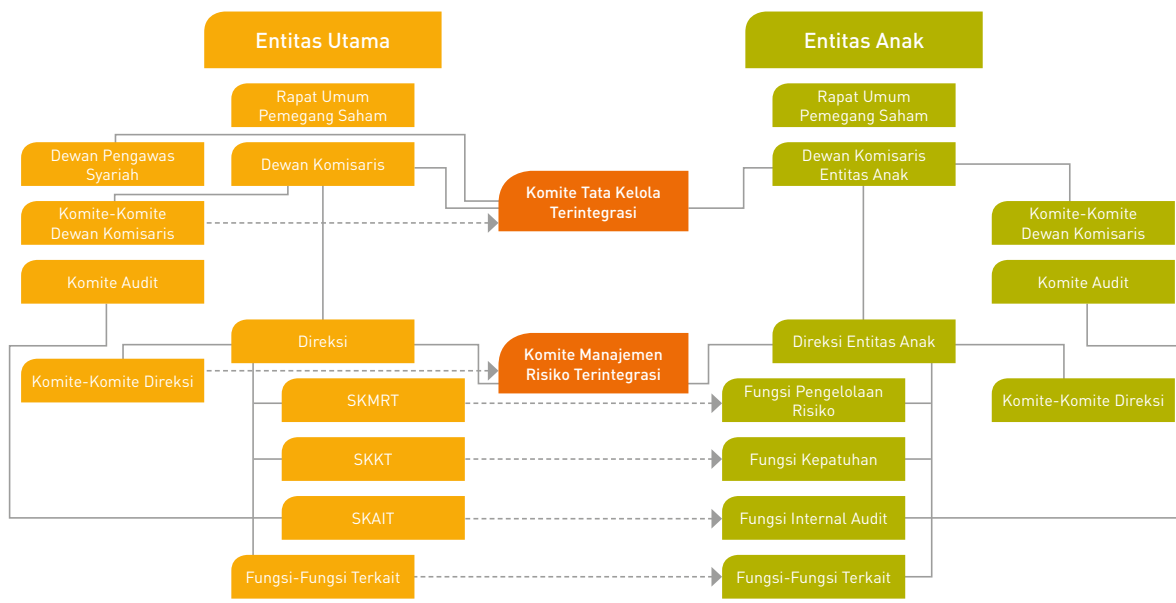 Entitas Utama
Entitas Anak
Rapat Umum
Pemegang Saham
Rapat Umum
Pemegang Saham
Dewan Pengawas
Syariah
Dewan Komisaris
Dewan Komisaris
Entitas Anak
Komite Tata Kelola
Terintegrasi
Komite-Komite
Dewan Komisaris
Komite-Komite
Dewan Komisaris
Komite Audit
Komite Audit
Direksi
Komite Manajemen
Risiko Terintegrasi
Direksi Entitas Anak
Komite-Komite Direksi
Komite-Komite Direksi
SKMRT
Fungsi Pengelolaan
Risiko
SKKT
Fungsi Kepatuhan
SKAIT
Fungsi Internal Audit
Fungsi-Fungsi Terkait
Fungsi-Fungsi Terkait